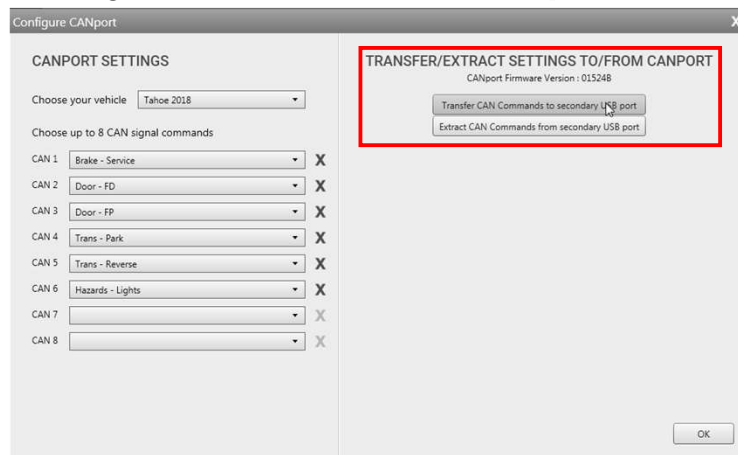 Configure CANport
X
CANPORT SETTINGS
Choose your vehicle Tahoe 2018
Choose up to 8 CAN signal commands
CAN 1 Brake - Service X
CAN 2 Door - FD X
CAN 3 Door - FP X
CAN 4 Trans - Park X
CAN 5 Trans - Reverse X
CAN 6 Hazards - Lights X
CAN 7 X
CAN 8 X
TRANSFER/EXTRACT SETTINGS TO/FROM CANPORT
CANport Firmware Version : 01524B
Transfer CAN Commands to secondary USB port
Extract CAN Commands from secondary USB port
OK